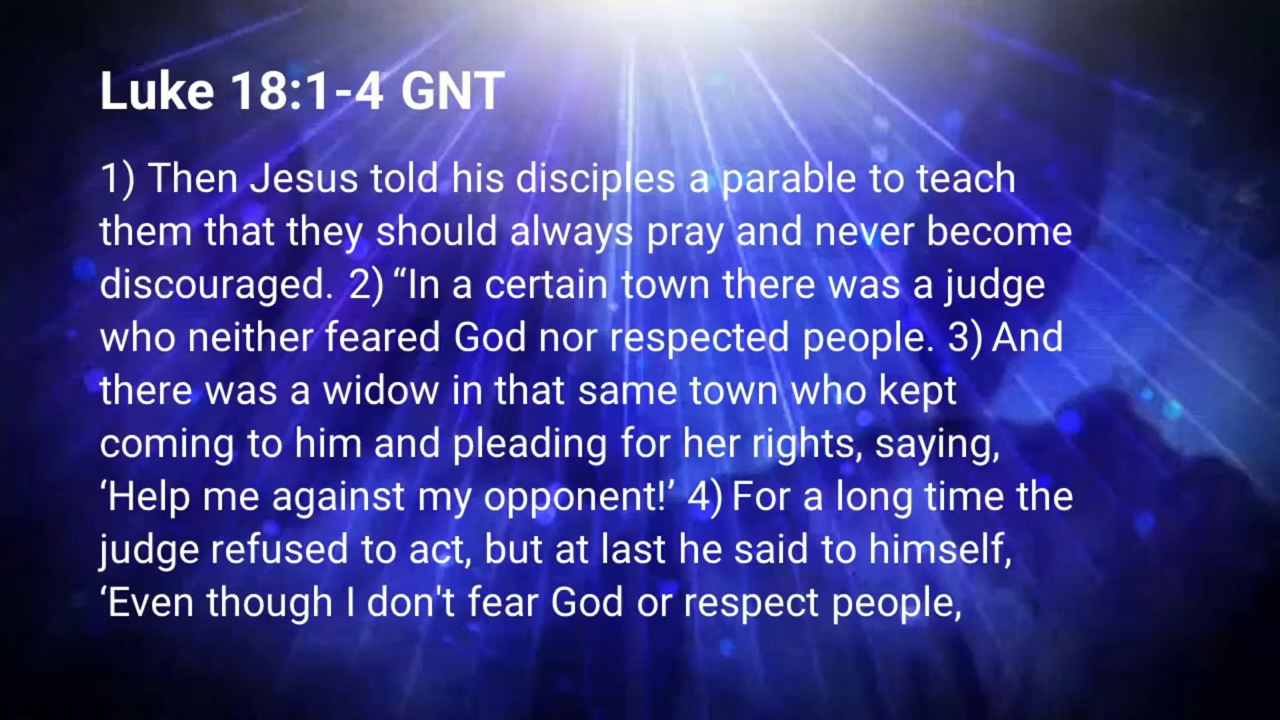 Luke 18:1-4 GNT
1) Then Jesus told his disciples a parable to teach
them that they should always pray and never become
discouraged. 2) “In a certain town there was a judge
who neither feared God nor respected people. 3) And
there was a widow in that same town who kept
coming to him and pleading for her rights, saying,
‘Help me against my opponent!’ 4) For a long time the
judge refused to act, but at last he said to himself,
‘Even though I don't fear God or respect people,